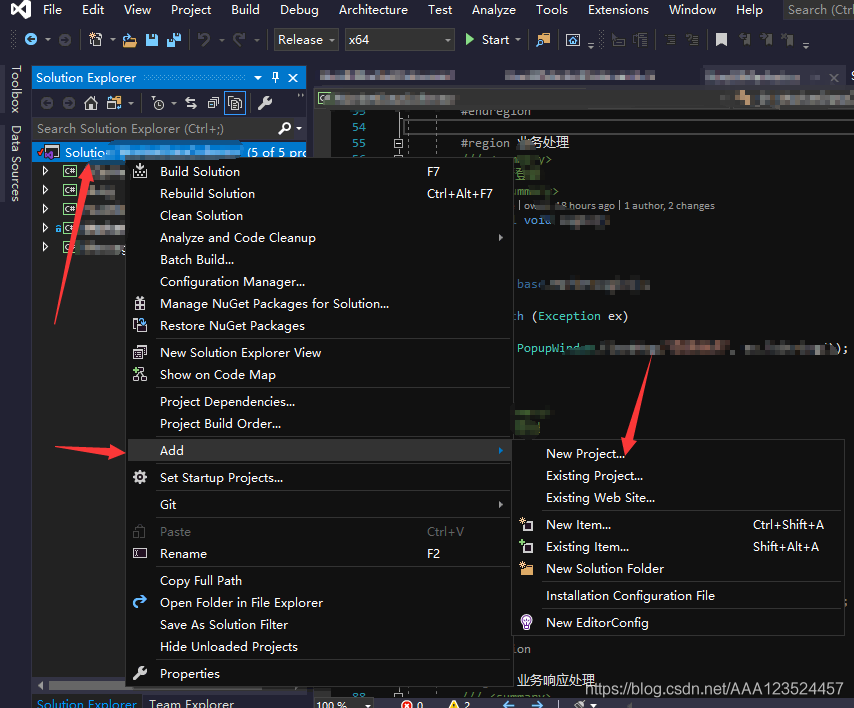 File Edit View Project Build Debug Architecture Test Analyze Tools Extensions Window Help Search (Ctrl
Release x64 Start
Toolbox
Data Sources
Solution Explorer
Search Solution Explorer (Ctrl+;)
(5 of 5 pro
#endregion
54
55 #region 业务处理
hours ago | 1 author, 2 changes
void
base
(Exception ex)
Build Solution F7
Rebuild Solution Ctrl+Alt+F7
Clean Solution
Analyze and Code Cleanup
Batch Build...
Configuration Manager...
Manage NuGet Packages for Solution...
Restore NuGet Packages
New Solution Explorer View
Show on Code Map
Project Dependencies...
Project Build Order...
Add
Set Startup Projects...
Git
Paste Ctrl+V
Rename F2
Copy Full Path
Open Folder in File Explorer
Save As Solution Filter
Hide Unloaded Projects
Properties
New Project...
Existing Project...
Existing Web Site...
New Item... Ctrl+Shift+A
Existing Item... Shift+Alt+A
New Solution Folder
Installation Configuration File
New EditorConfig
业务响应处理
88 /// <summary>
Solution Explorer Team Explorer
100 % 0 2
https://blog.csdn.net/AAA123524457